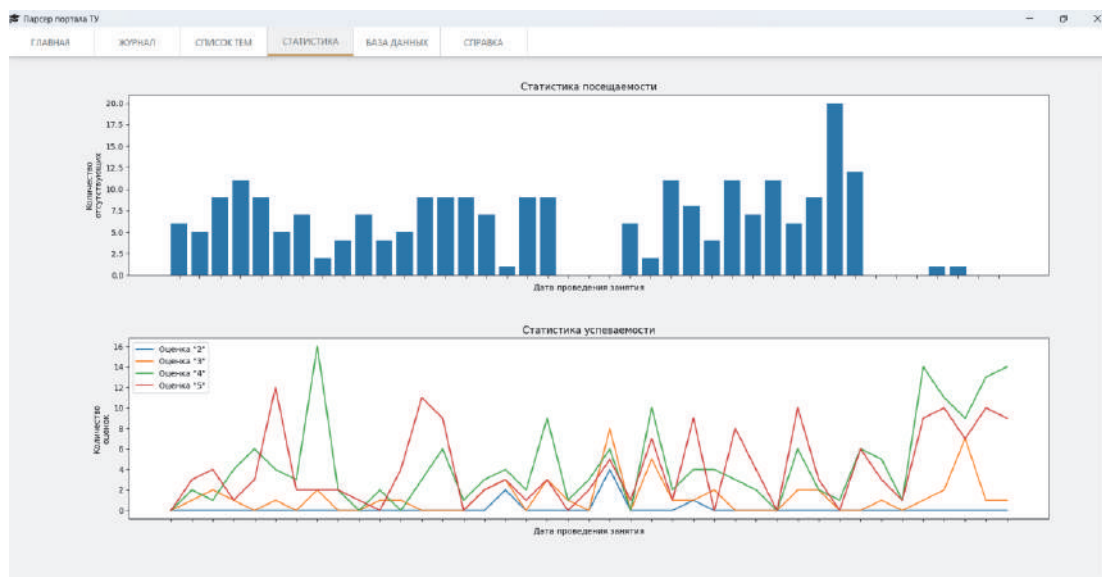 Парсер портала ТУ
ГЛАВНАЯ ЖУРНАЛ СПИСОК ТЕМ СТАТИСТИКА БАЗА ДАННЫХ СПРАВКА
Статистика посещаемости
20.0
17.5
15.0
12.5
10.0
7.5
5.0
2.5
0.0
Количество
отсутствующих
Дата проведения занятия
Статистика успеваемости
16
14
12
10
8
6
4
2
0
Количество
оценок
Оценка "2"
Оценка "3"
Оценка "4"
Оценка "5"
Дата проведения занятия